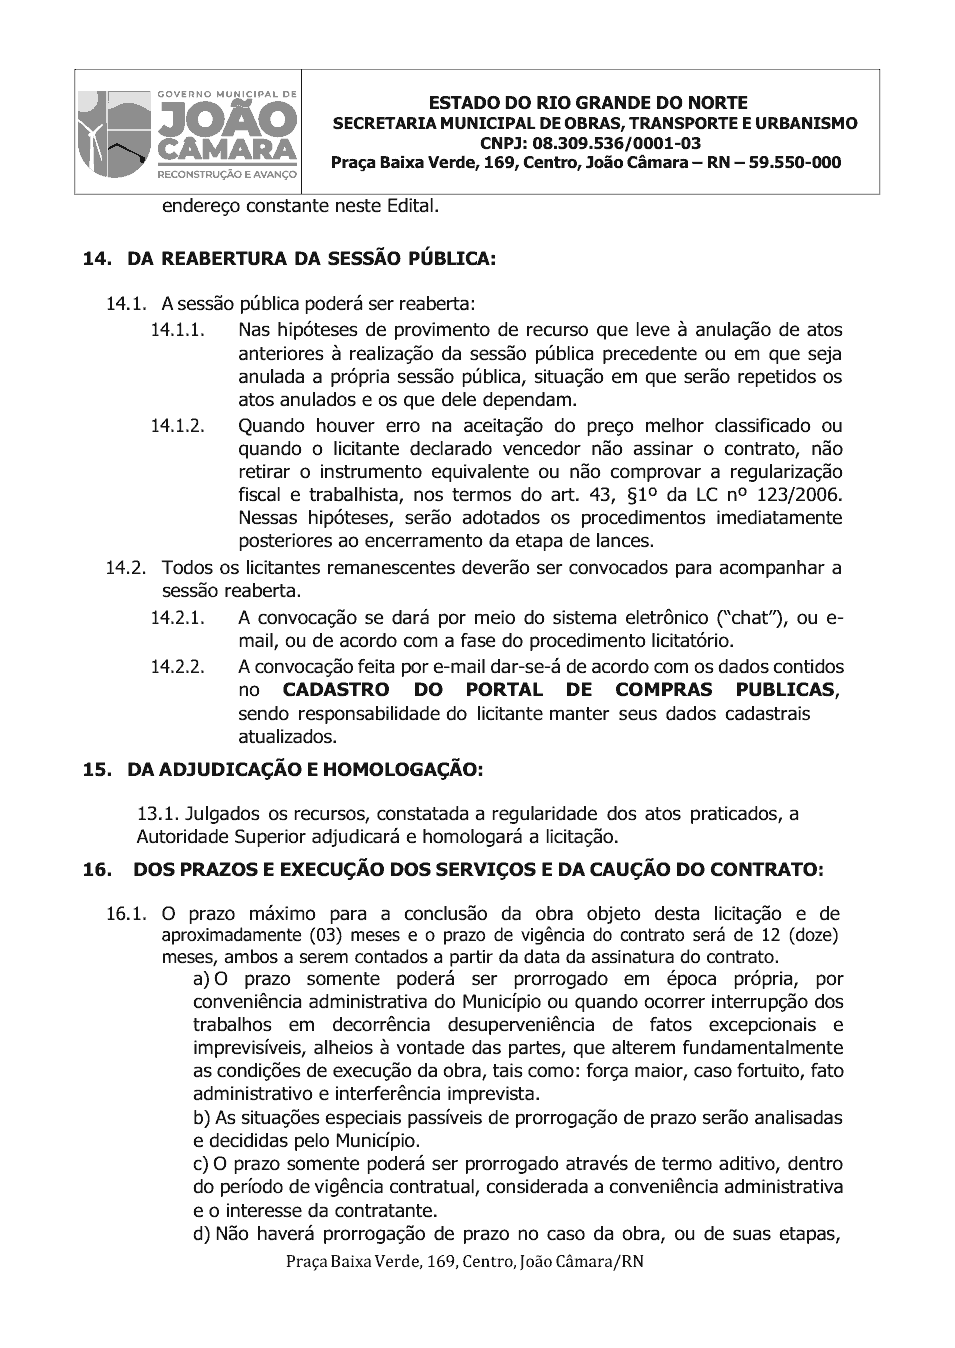 GOVERNO MUNICIPAL DE
JOÃO
CÂMARA
RECONSTRUÇÃO E AVANÇO
ESTADO DO RIO GRANDE DO NORTE
SECRETARIA MUNICIPAL DE OBRAS, TRANSPORTE E URBANISMO
CNPJ: 08.309.536/0001-03
Praça Baixa Verde, 169, Centro, João Câmara – RN – 59.550-000
endereço constante neste Edital.
14. DA REABERTURA DA SESSÃO PÚBLICA:
14.1. A sessão pública poderá ser reaberta:
14.1.1. Nas hipóteses de provimento de recurso que leve à anulação de atos
anteriores à realização da sessão pública precedente ou em que seja
anulada a própria sessão pública, situação em que serão repetidos os
atos anulados e os que dele dependam.
14.1.2. Quando houver erro na aceitação do preço melhor classificado ou
quando o licitante declarado vencedor não assinar o contrato, não
retirar o instrumento equivalente ou não comprovar a regularização
fiscal e trabalhista, nos termos do art. 43, §1º da LC nº 123/2006.
Nessas hipóteses, serão adotados os procedimentos imediatamente
posteriores ao encerramento da etapa de lances.
14.2. Todos os licitantes remanescentes deverão ser convocados para acompanhar a
sessão reaberta.
14.2.1. A convocação se dará por meio do sistema eletrônico (“chat”), ou e-
mail, ou de acordo com a fase do procedimento licitatório.
14.2.2. A convocação feita por e-mail dar-se-á de acordo com os dados contidos
no CADASTRO DO PORTAL DE COMPRAS PUBLICAS,
sendo responsabilidade do licitante manter seus dados cadastrais
atualizados.
15. DA ADJUDICAÇÃO E HOMOLOGAÇÃO:
13.1. Julgados os recursos, constatada a regularidade dos atos praticados, a
Autoridade Superior adjudicará e homologará a licitação.
16. DOS PRAZOS E EXECUÇÃO DOS SERVIÇOS E DA CAUÇÃO DO CONTRATO:
16.1. O prazo máximo para a conclusão da obra objeto desta licitação e de
aproximadamente (03) meses e o prazo de vigência do contrato será de 12 (doze)
meses, ambos a serem contados a partir da data da assinatura do contrato.
a) O prazo somente poderá ser prorrogado em época própria, por
conveniência administrativa do Município ou quando ocorrer interrupção dos
trabalhos em decorrência desuperveniência de fatos excepcionais e
imprevisíveis, alheios à vontade das partes, que alterem fundamentalmente
as condições de execução da obra, tais como: força maior, caso fortuito, fato
administrativo e interferência imprevista.
b) As situações especiais passíveis de prorrogação de prazo serão analisadas
e decididas pelo Município.
c) O prazo somente poderá ser prorrogado através de termo aditivo, dentro
do período de vigência contratual, considerada a conveniência administrativa
e o interesse da contratante.
d) Não haverá prorrogação de prazo no caso da obra, ou de suas etapas,
Praça Baixa Verde, 169, Centro, João Câmara/RN